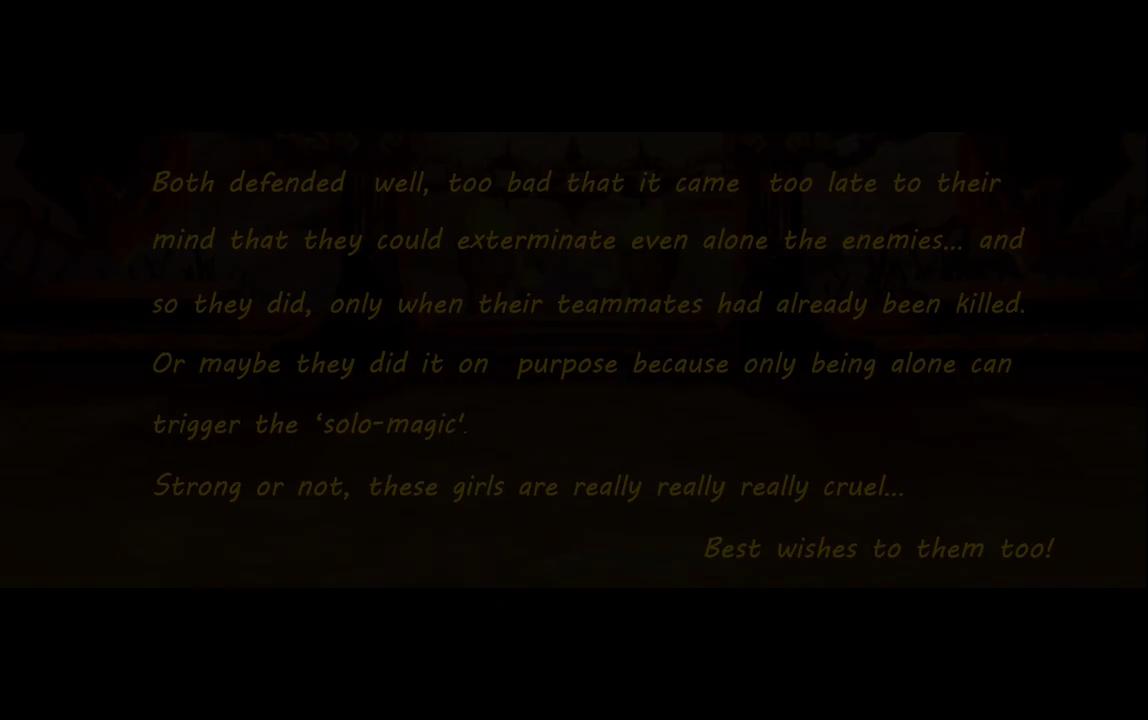 Both defended well, too bad that it came too late to their
mind that they could exterminate even alone the enemies... and
so they did, only when their teammates had already been killed.
Or maybe they did it on purpose because only being alone can
trigger the ‘solo-magic'.
Strong or not, these girls are really really really cruel...
Best wishes to them too!